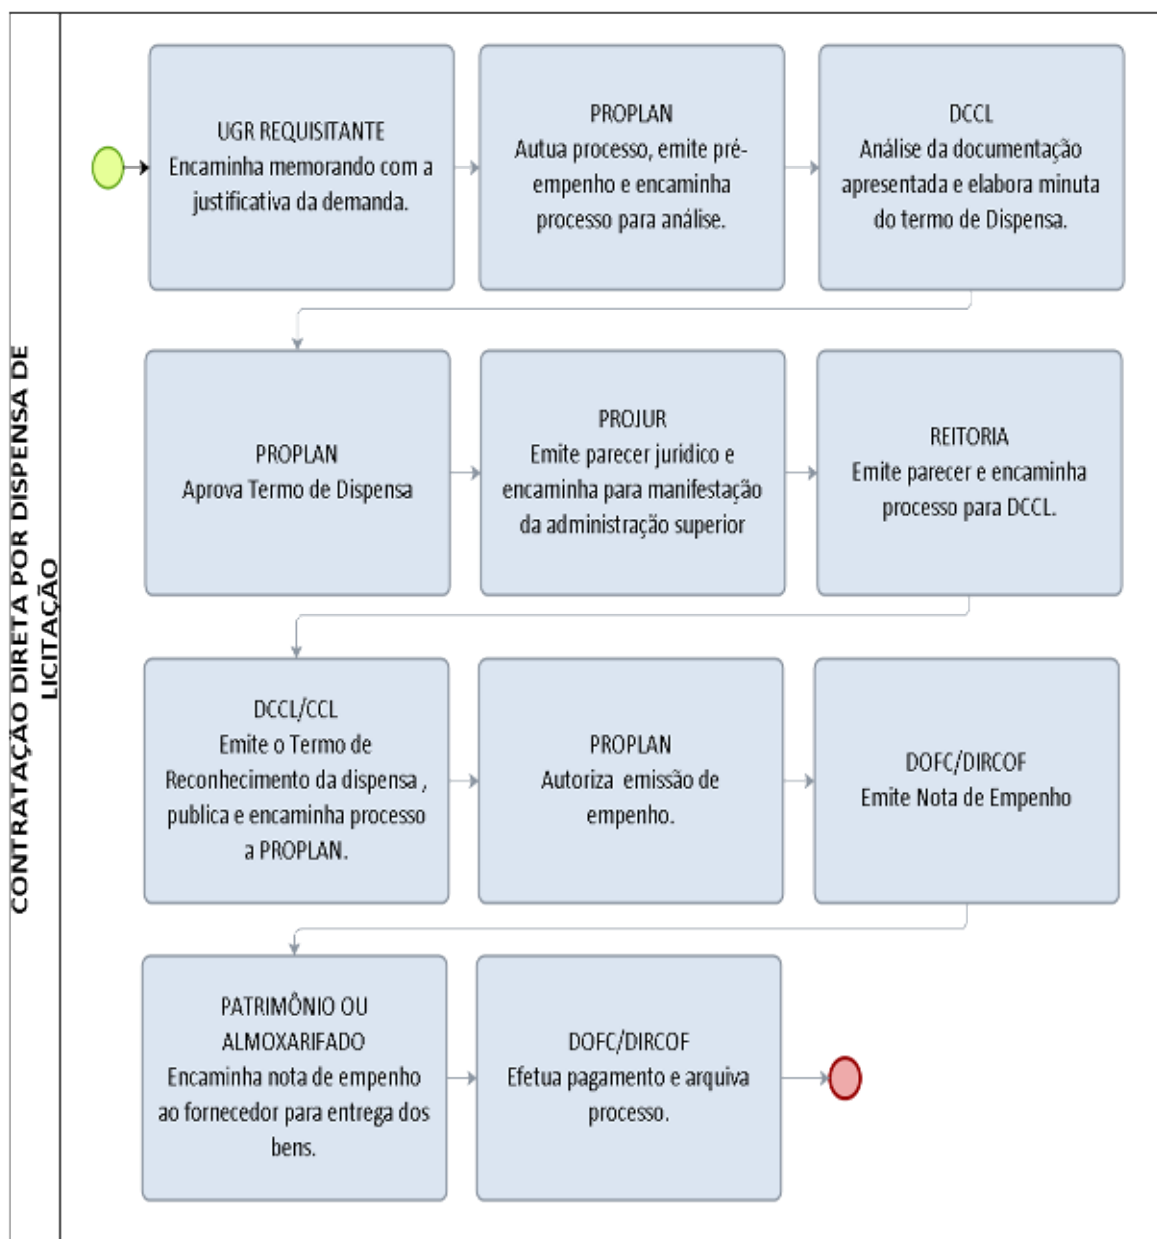 CONTRATAÇÃO DIRETA POR DISPENSA DE
LICITAÇÃO
UGR REQUISITANTE
Encaminha memorando com a
justificativa da demanda.
PROPLAN
Autua processo, emite pré-
empenho e encaminha
processo para análise.
DCCL
Análise da documentação
apresentada e elabora minuta
do termo de Dispensa.
PROPLAN
Aprova Termo de Dispensa
PROJUR
Emite parecer jurídico e
encaminha para manifestação
da administração superior
REITORIA
Emite parecer e encaminha
processo para DCCL.
DCCL/CCL
Emite o Termo de
Reconhecimento da dispensa ,
publica e encaminha processo
a PROPLAN.
PROPLAN
Autoriza emissão de
empenho.
DOFC/DIRCOF
Emite Nota de Empenho
PATRIMÔNIO OU
ALMOXARIFADO
Encaminha nota de empenho
ao fornecedor para entrega dos
bens.
DOFC/DIRCOF
Efetua pagamento e arquiva
processo.